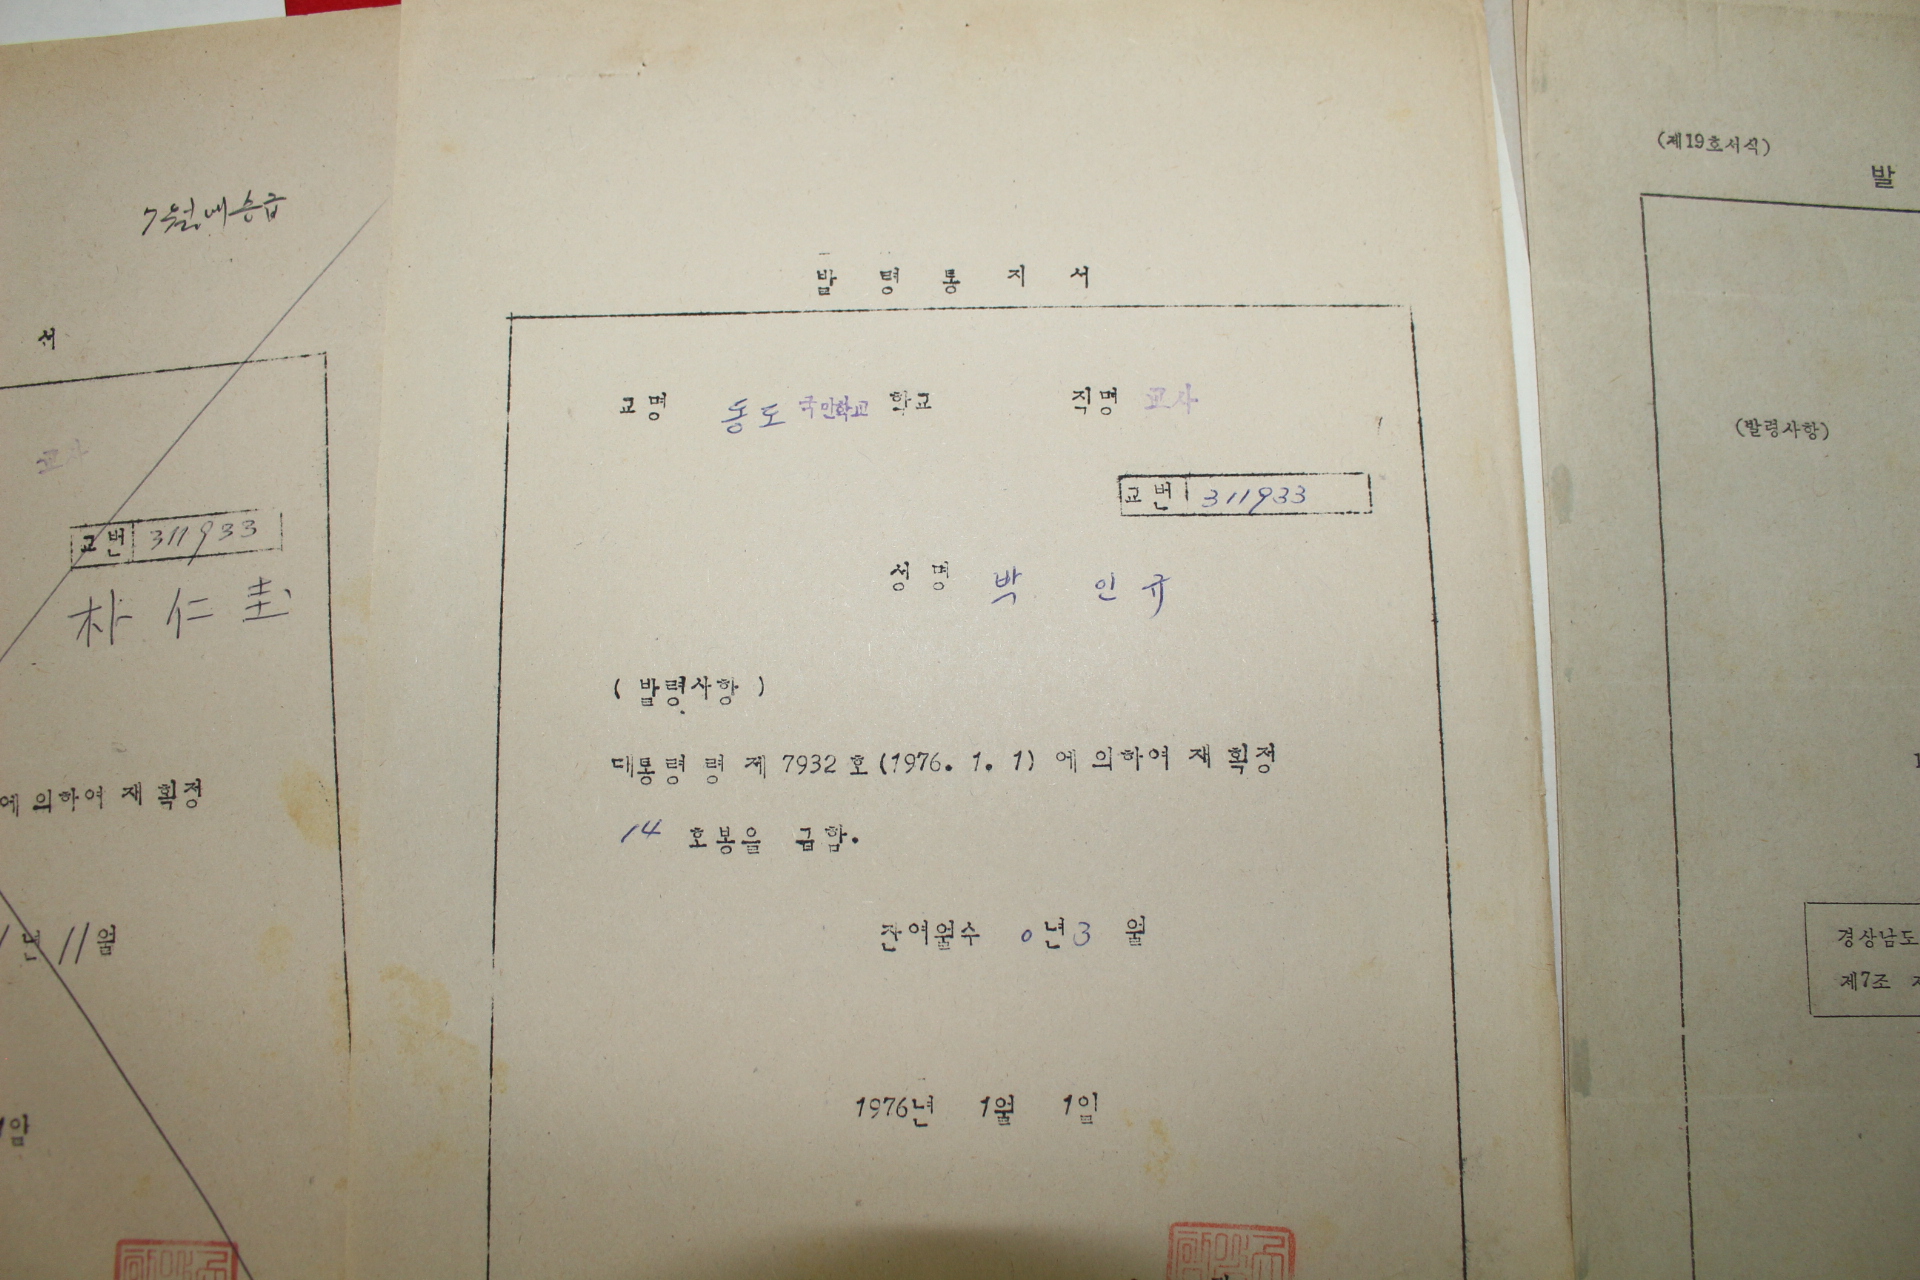 7월에승급
서
교사
교번 311933
朴 仁 圭
에 의하여 재 획정
년 11월
1일
발 령 통 지 서
교명 동도 국민학교 학교 직명 교사
교번 311933
성명 박 인규
( 발령사항 )
대통령 령 제 7932 호 (1976. 1. 1) 에 의하여 재 획정
14 호봉을 급함.
잔여월수 0년 3 월
1976년 1월 1일
(제19호서식)
발
(발령사항)
경상남도
제7조